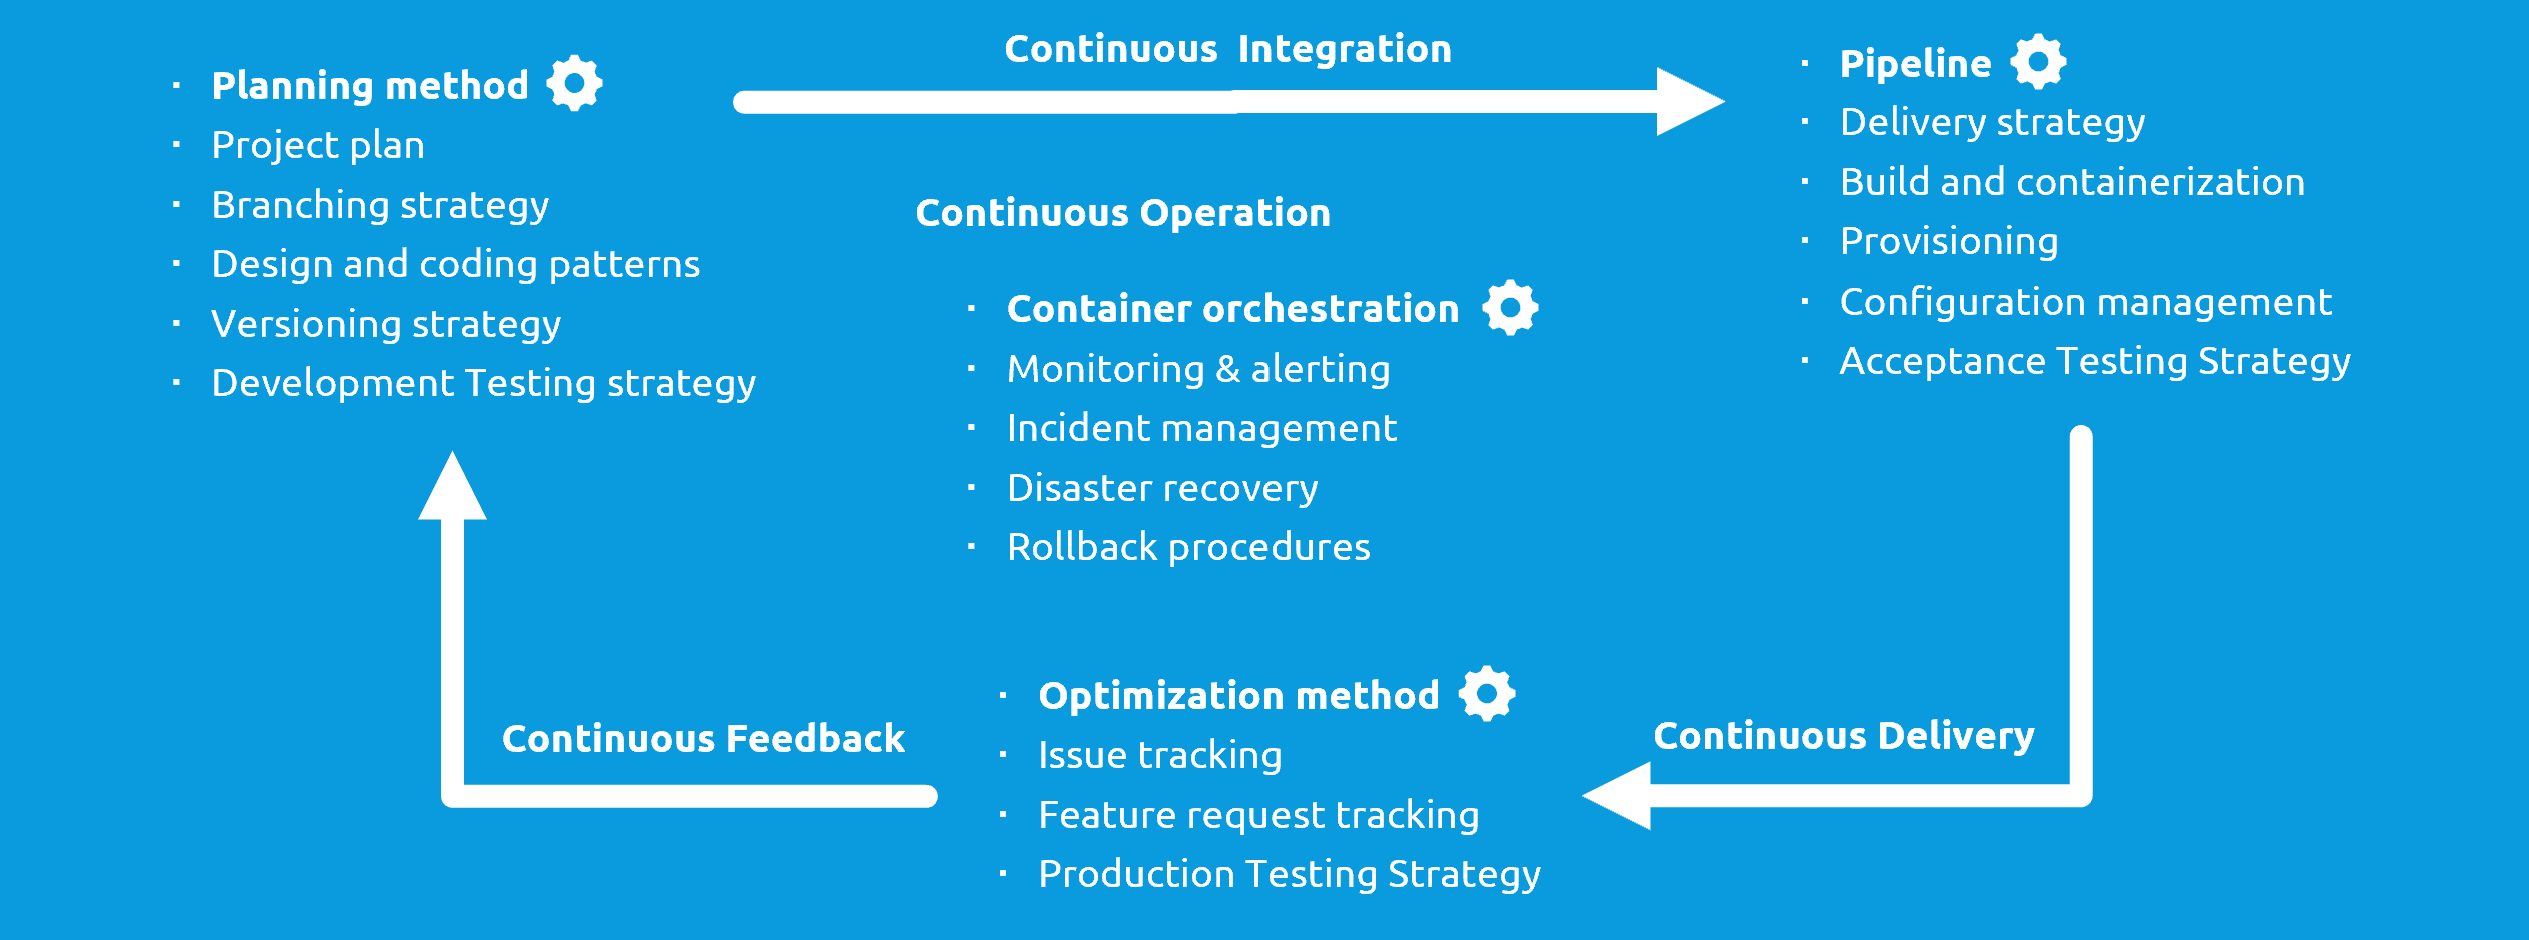 · Planning method
· Project plan
· Branching strategy
· Design and coding patterns
· Versioning strategy
· Development Testing strategy
Continuous Integration
· Pipeline
· Delivery strategy
· Build and containerization
· Provisioning
· Configuration management
· Acceptance Testing Strategy
Continuous Operation
· Container orchestration
· Monitoring & alerting
· Incident management
· Disaster recovery
· Rollback procedures
Continuous Delivery
· Optimization method
· Issue tracking
· Feature request tracking
· Production Testing Strategy
Continuous Feedback